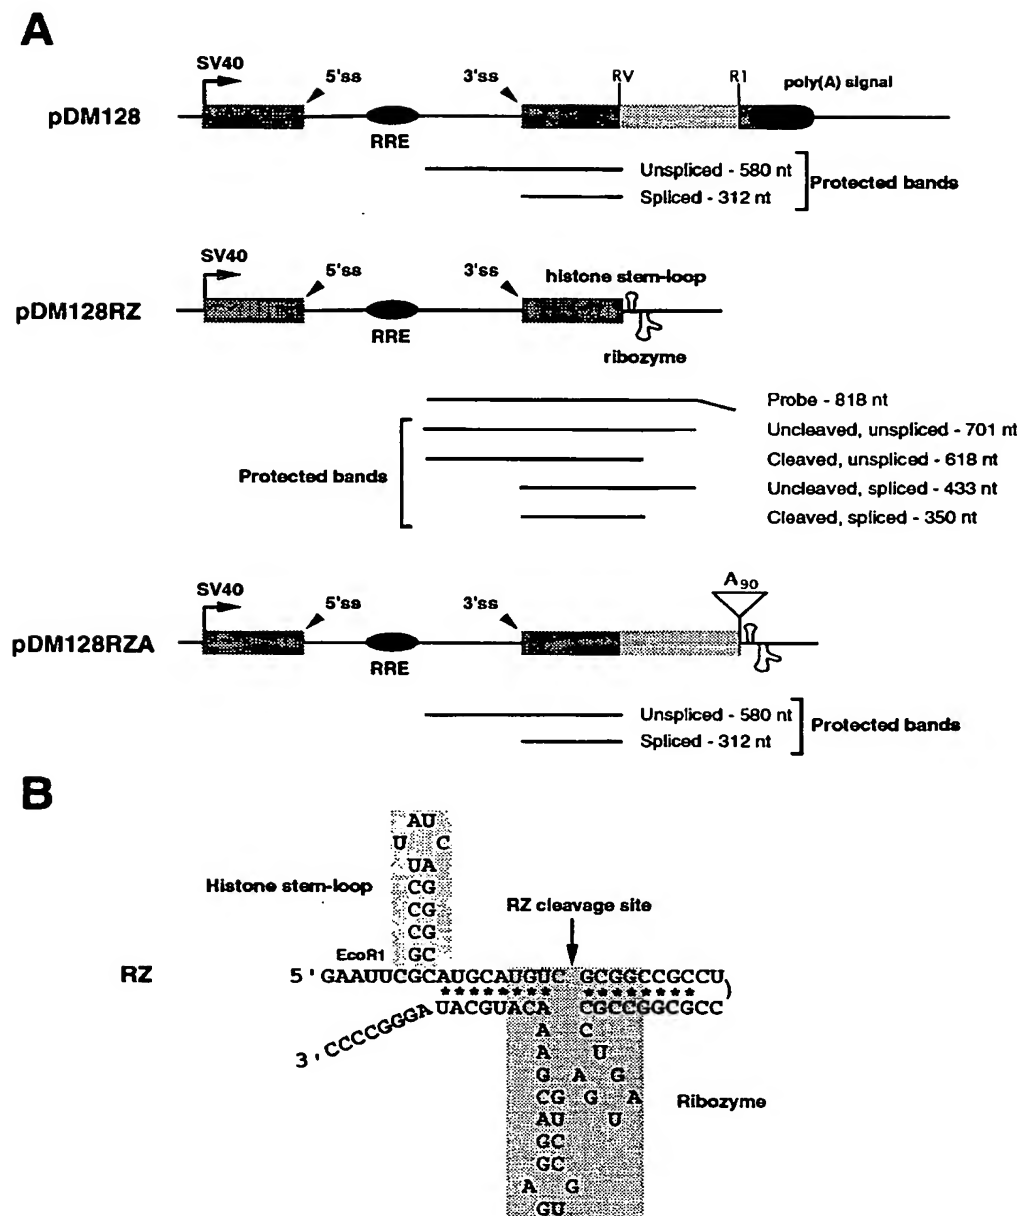 A
SV40
5'ss
3'ss
RV
R1
poly(A) signal
pDM128
RRE
Unspliced - 580 nt
Spliced - 312 nt
Protected bands
SV40
5'ss
3'ss
histone stem-loop
pDM128RZ
RRE
ribozyme
Probe - 818 nt
Uncleaved, unspliced - 701 nt
Cleaved, unspliced - 618 nt
Uncleaved, spliced - 433 nt
Cleaved, spliced - 350 nt
Protected bands
A90
SV40
5'ss
3'ss
pDM128RZA
RRE
Unspliced - 580 nt
Spliced - 312 nt
Protected bands
B
AU
U C
UA
CG
CG
CG
GC
Histone stem-loop
RZ cleavage site
EcoR1
RZ
5'GAAUUCGCAUGCAUGUC GCGGCCGCCU
********* ********
3'CCCCGGGA UACGUACA CGCCGGCGCC
A C
A U
G A G
CG G A
AU U
GC
GC
A G
GU
Ribozyme